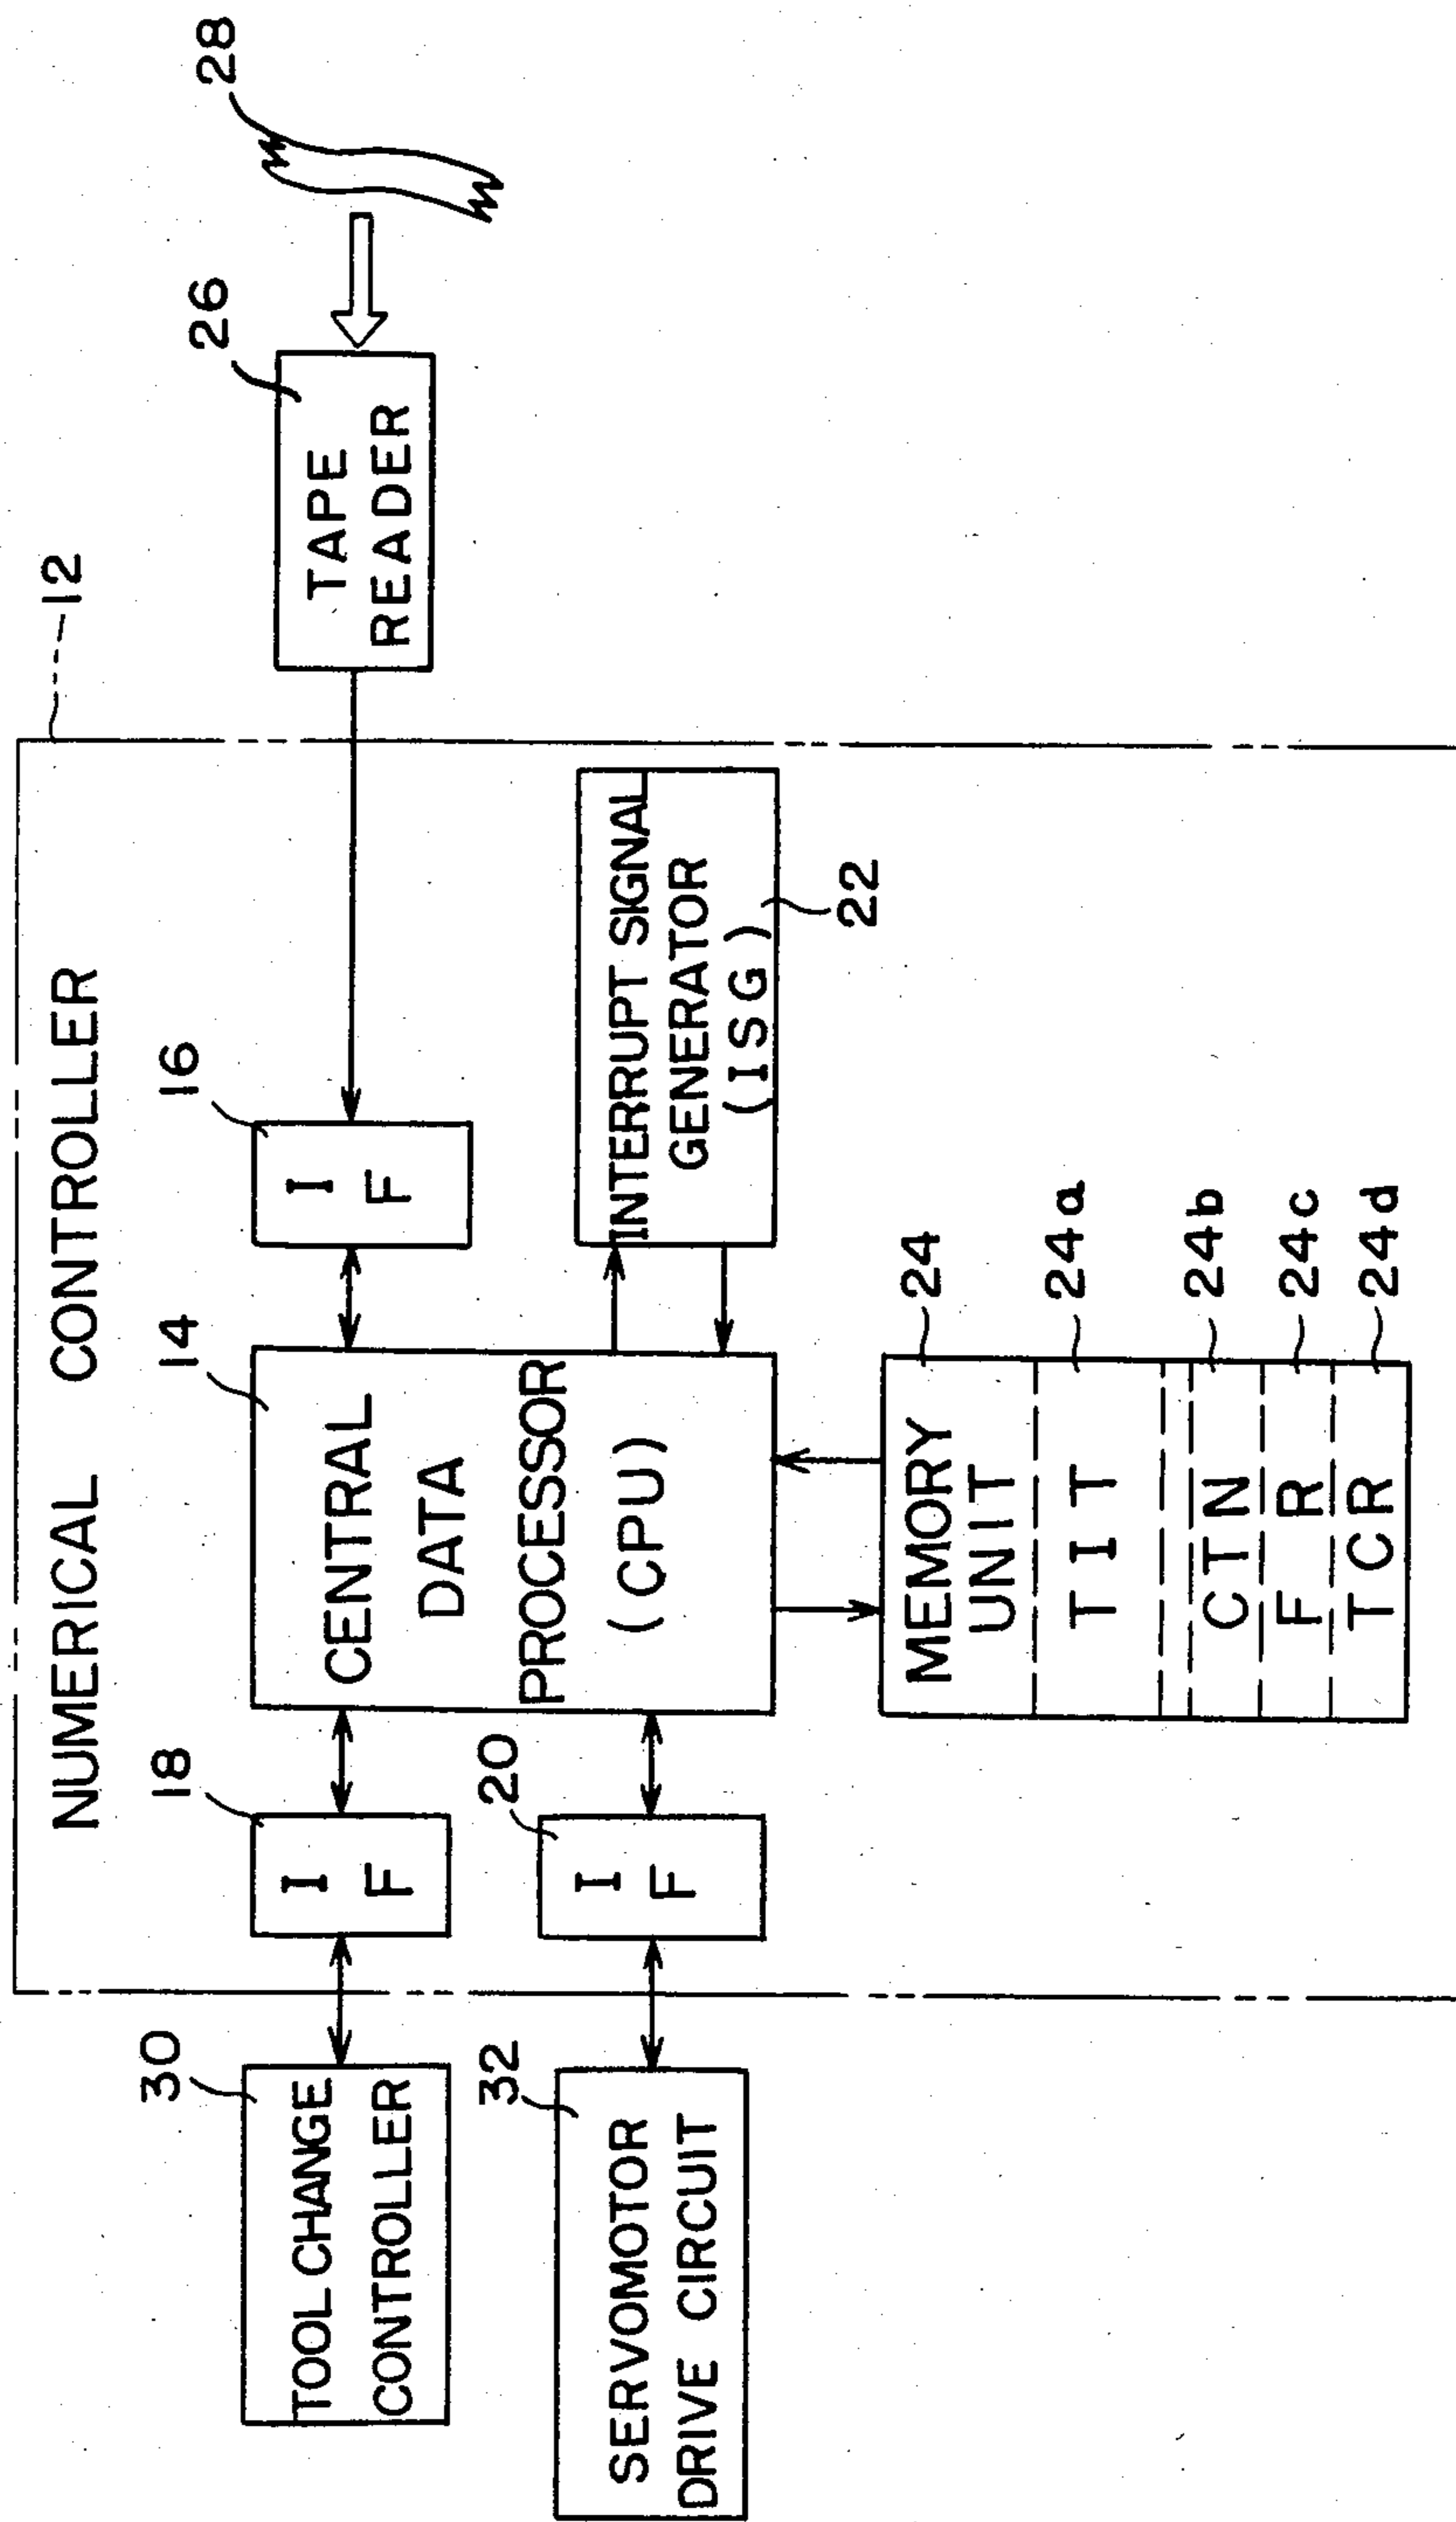 NUMERICAL CONTROLLER
12
28
30
TOOL CHANGE
CONTROLLER
18
I
F
14
CENTRAL
DATA
PROCESSOR
(CPU)
16
I
F
26
TAPE
READER
32
SERVOMOTOR
DRIVE CIRCUIT
20
I
F
INTERRUPT SIGNAL
GENERATOR
(ISG)
22
MEMORY
UNIT
24
TIT
24a
CTN
24b
FR
24c
TCR
24d